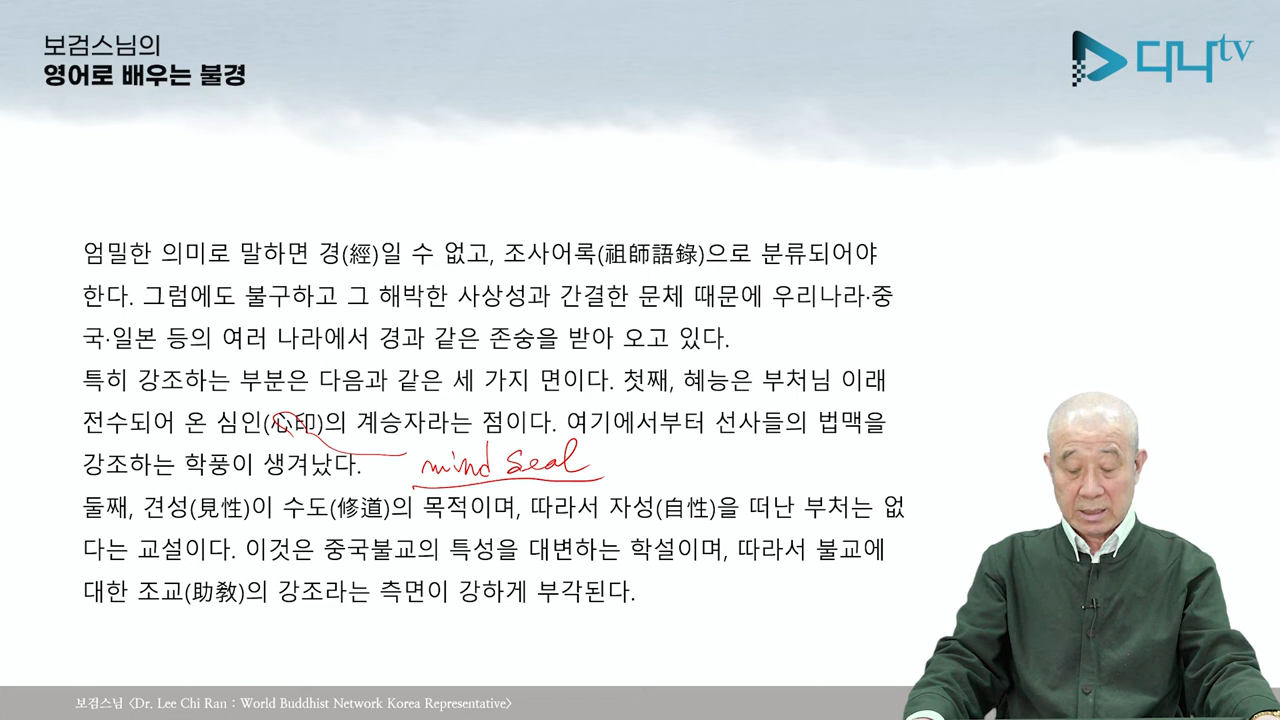 보검스님의
영어로 배우는 불경
디나tv
엄밀한 의미로 말하면 경(經)일 수 없고, 조사어록(祖師語錄)으로 분류되어야
한다. 그럼에도 불구하고 그 해박한 사상성과 간결한 문체 때문에 우리나라·중
국·일본 등의 여러 나라에서 경과 같은 존숭을 받아 오고 있다.
특히 강조하는 부분은 다음과 같은 세 가지 면이다. 첫째, 혜능은 부처님 이래
전수되어 온 심인(心印)의 계승자라는 점이다. 여기에서부터 선사들의 법맥을
강조하는 학풍이 생겨났다.
mind seal
둘째, 견성(見性)이 수도(修道)의 목적이며, 따라서 자성(自性)을 떠난 부처는 없
다는 교설이다. 이것은 중국불교의 특성을 대변하는 학설이며, 따라서 불교에
대한 조교(助敎)의 강조라는 측면이 강하게 부각된다.
보검스님 <Dr. Lee Chi Ran : World Buddhist Network Korea Representative>